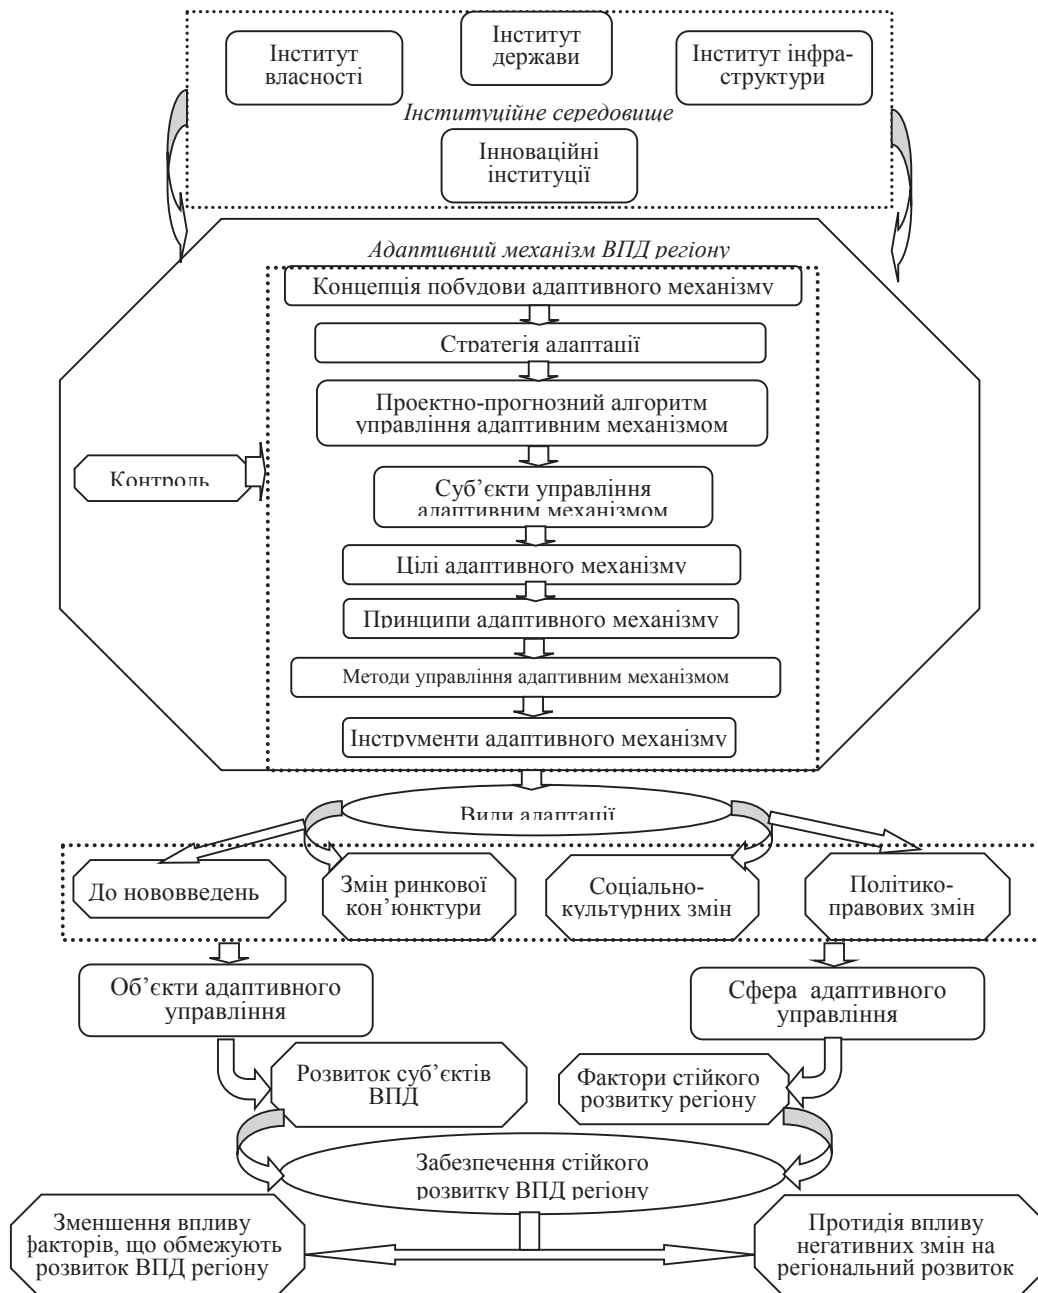 Інститут
власності
Інститут
держави
Інститут інфра-
структури
Інституційне середовище
Інноваційні
інституції
Адаптивний механізм ВПД регіону
Концепція побудови адаптивного механізму
Стратегія адаптації
Проектно-прогнозний алгоритм
управління адаптивним механізмом
Контроль
Суб’єкти управління
адаптивним механізмом
Цілі адаптивного механізму
Принципи адаптивного механізму
Методи управління адаптивним механізмом
Інструменти адаптивного механізму
Види адаптації
До нововведень
Змін ринкової
кон’юнктури
Соціально-
культурних змін
Політико-
правових змін
Об’єкти адаптивного
управління
Сфера адаптивного
управління
Розвиток суб’єктів
ВПД
Фактори стійкого
розвитку регіону
Забезпечення стійкого
розвитку ВПД регіону
Зменшення впливу
факторів, що обмежують
розвиток ВПД регіону
Протидія впливу
негативних змін на
регіональний розвиток